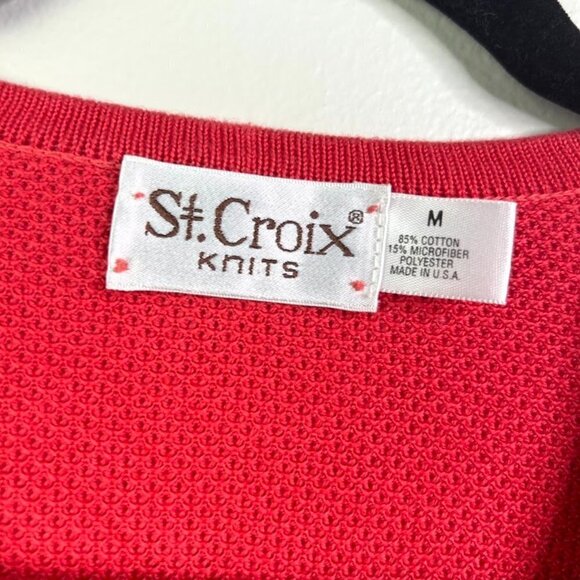 St. Croix®
KNITS
M
85% COTTON
15% MICROFIBER
POLYESTER
MADE IN U.S.A.